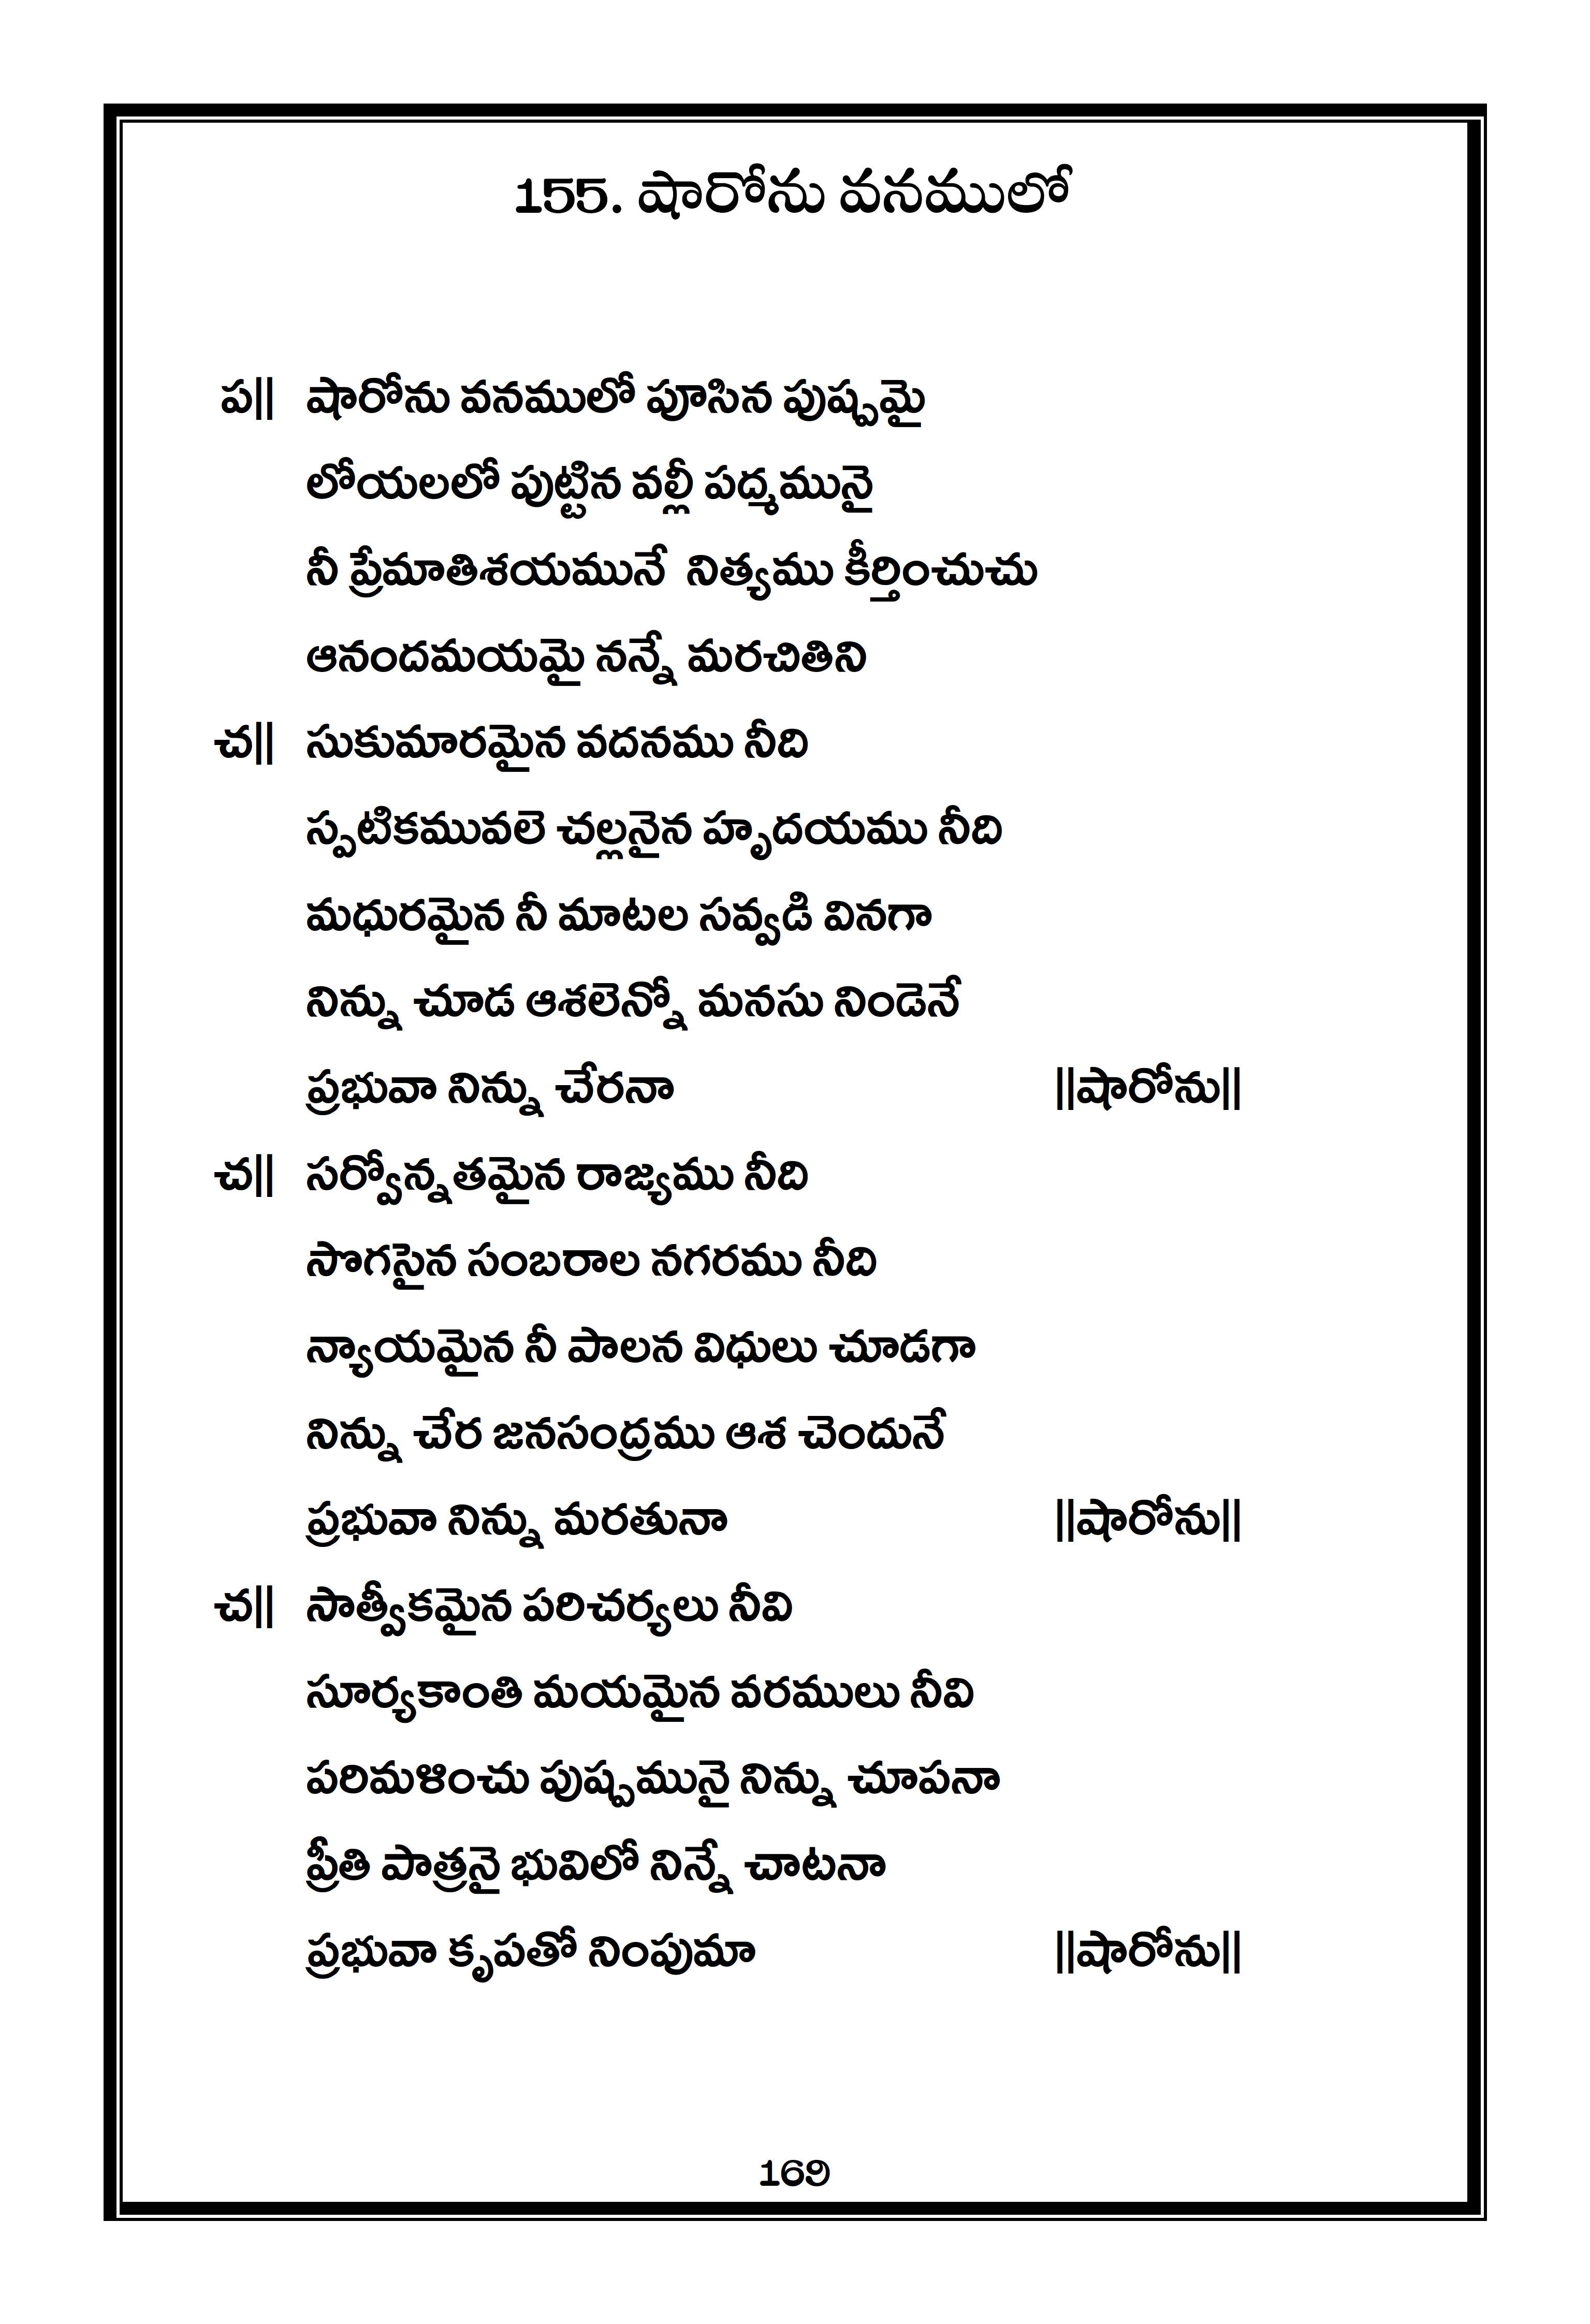 155. షారోను వనములో
ప॥ షారోను వనములో పూసిన పుష్పమై
లోయలలో పుట్టిన వల్లీ పద్మమునై
నీ ప్రేమాతిశయమునే నిత్యము కీర్తించుచు
ఆనందమయమై నన్నే మరచితిని
చ॥ సుకుమారమైన వదనము నీది
స్పటికమువలె చల్లనైన హృదయము నీది
మధురమైన నీ మాటల సవ్వడి వినగా
నిన్ను చూడ ఆశలెన్నో మనసు నిండెనే
ప్రభువా నిన్ను చేరనా ॥షారోను॥
చ॥ సర్వోన్నతమైన రాజ్యము నీది
సొగసైన సంబరాల నగరము నీది
న్యాయమైన నీ పాలన విధులు చూడగా
నిన్ను చేర జనసంద్రము ఆశ చెందునే
ప్రభువా నిన్ను మరతునా ॥షారోను॥
చ॥ సాత్వీకమైన పరిచర్యలు నీవి
సూర్యకాంతి మయమైన వరములు నీవి
పరిమళించు పుష్పమునై నిన్ను చూపనా
ప్రీతి పాత్రనై భువిలో నిన్నే చాటనా
ప్రభువా కృపతో నింపుమా ॥షారోను॥
169